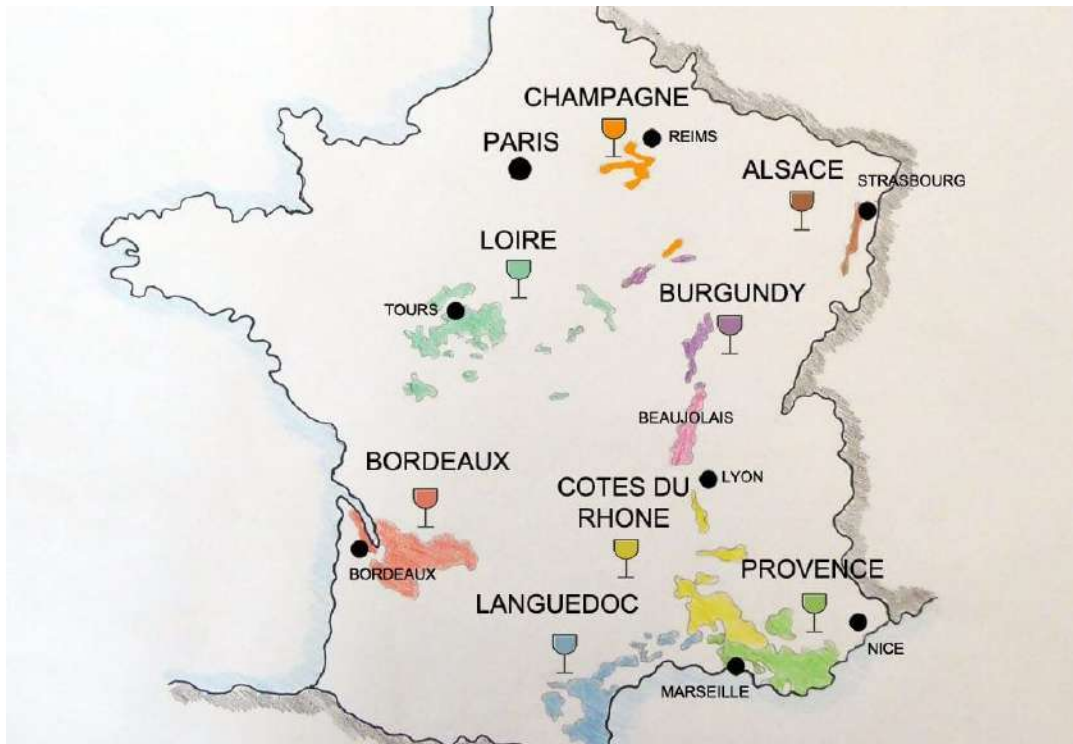 CHAMPAGNE
REIMS
PARIS
ALSACE
STRASBOURG
LOIRE
TOURS
BURGUNDY
BEAUJOLAIS
BORDEAUX
LYON
COTES DU
RHONE
BORDEAUX
PROVENCE
LANGUEDOC
NICE
MARSEILLE